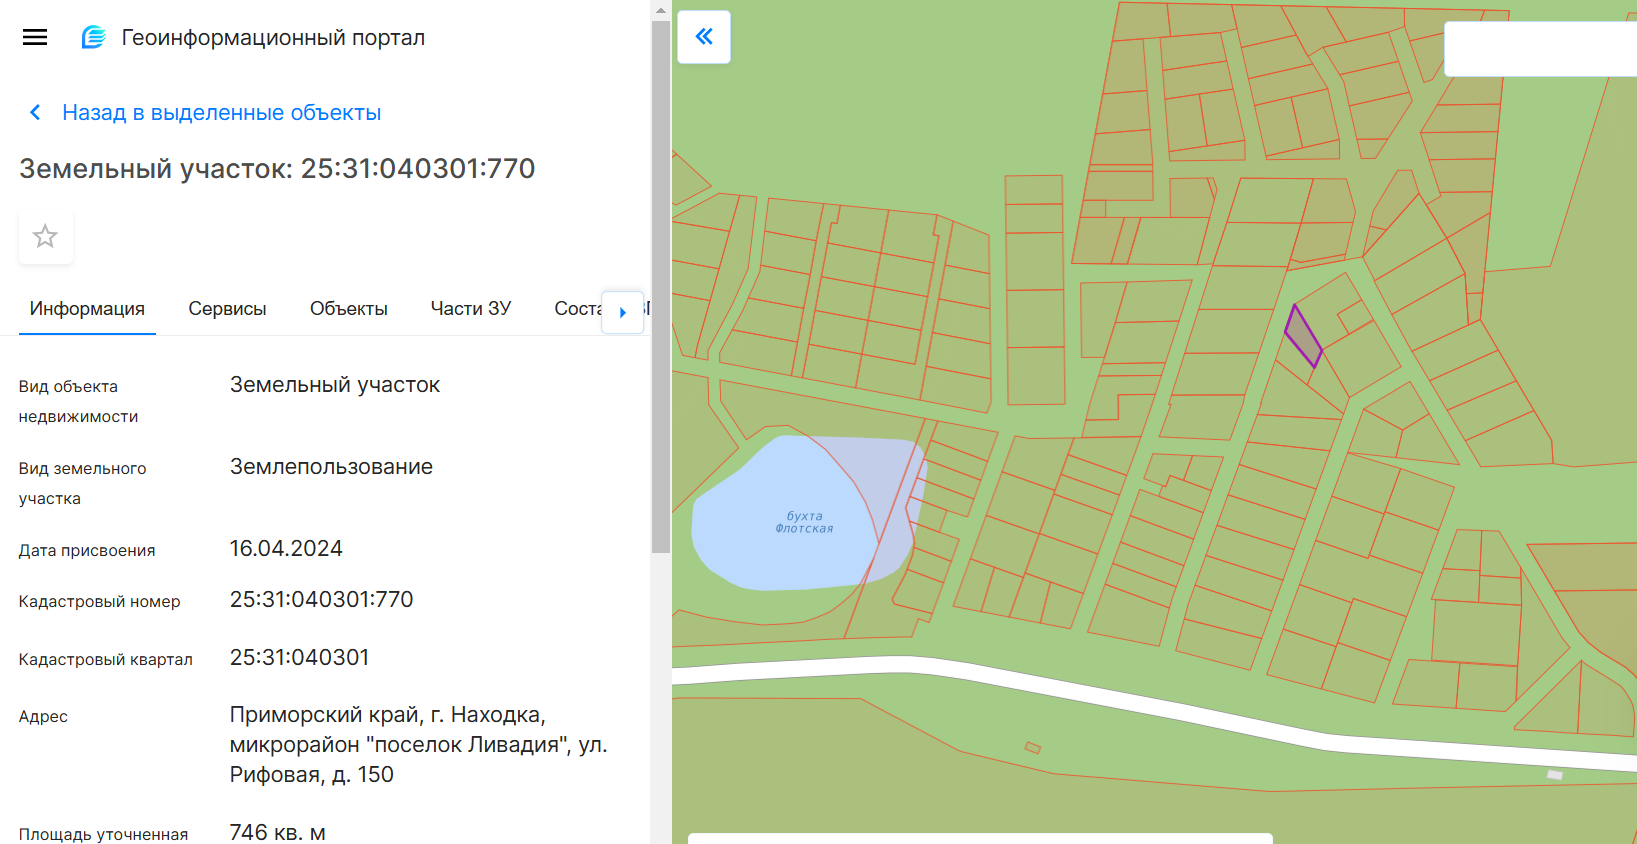 Геоинформационный портал
Назад в выделенные объекты
Земельный участок: 25:31:040301:770
Информация Сервисы Объекты Части ЗУ
Вид объекта недвижимости
Земельный участок
Вид земельного участка
Землепользование
Дата присвоения
16.04.2024
Кадастровый номер
25:31:040301:770
Кадастровый квартал
25:31:040301
Адрес
Приморский край, г. Находка,
микрорайон "поселок Ливадия", ул.
Рифовая, д. 150
Площадь уточненная
746 кв. м
бухта
Флотская